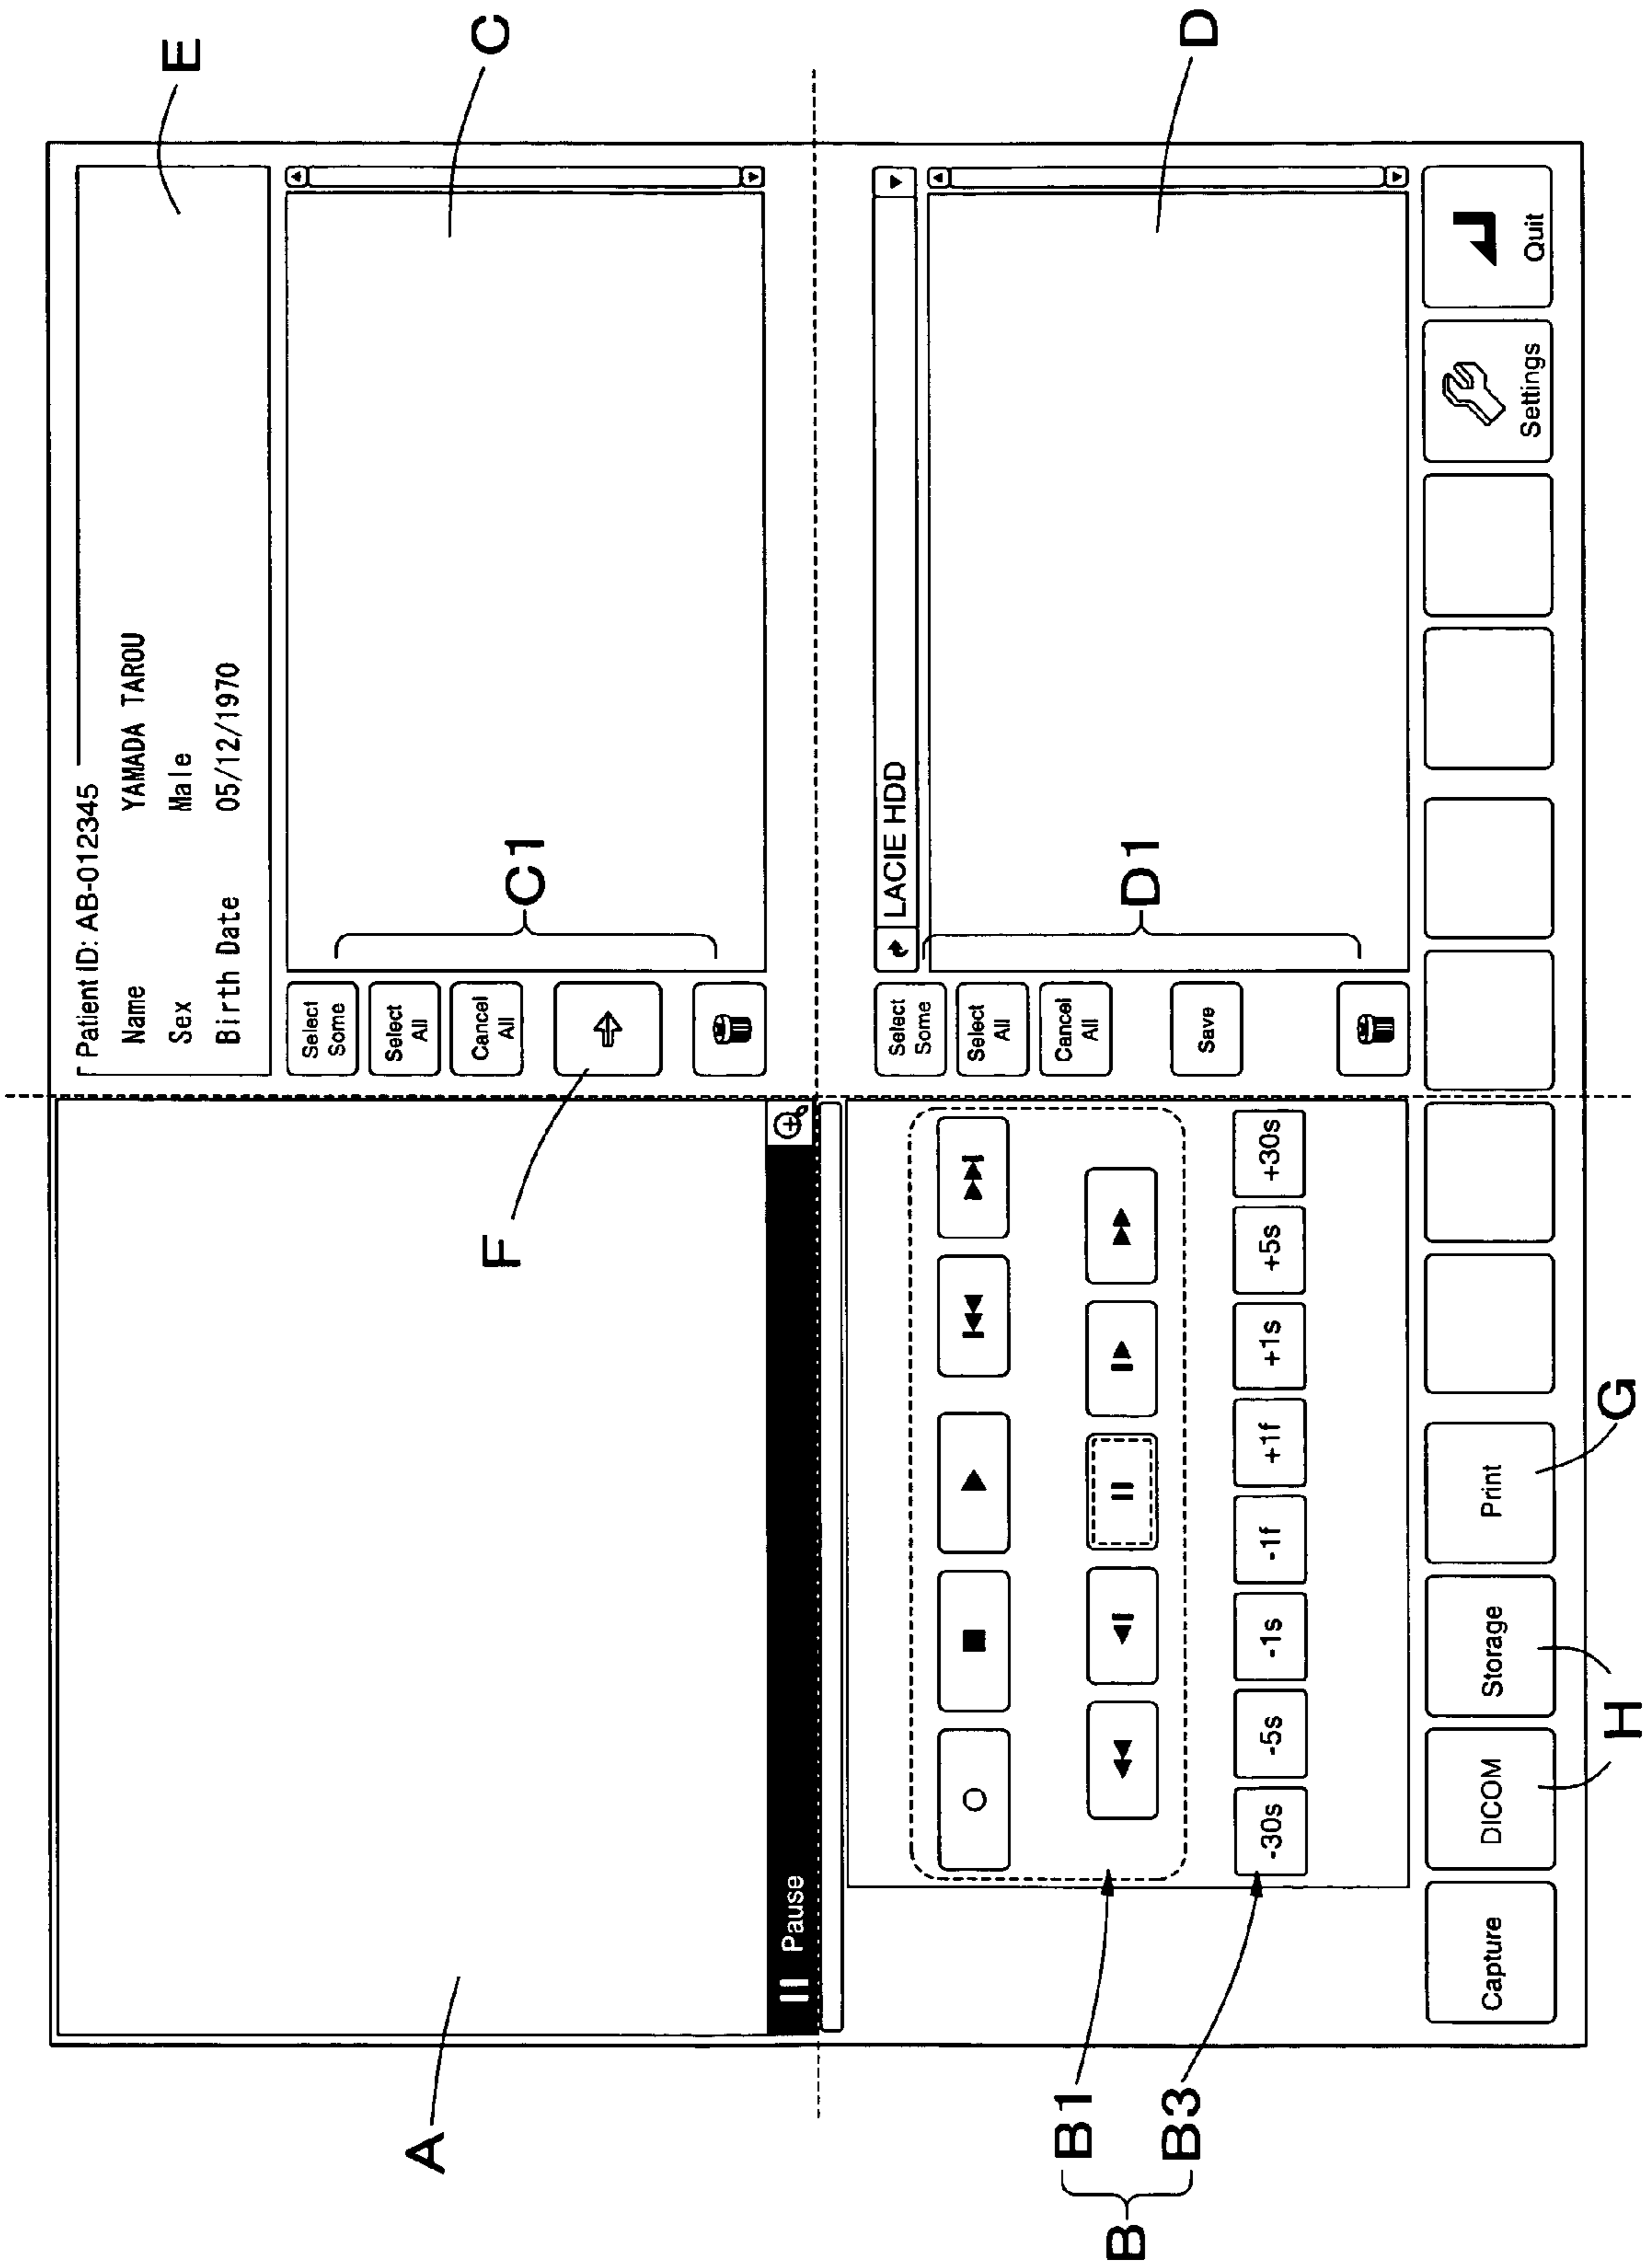 E
C
Patient ID: AB-012345
Name YAMADA TAROU
Sex Male
Birth Date 05/12/1970
Select
Some
Select
All
Cancel
All
C1
F
A
Pause
LACIE HDD
Select
Some
Select
All
Cancel
All
Save
D1
D
B
B1
B3
-30s -5s -1s -1f +1f +1s +5s +30s
Capture DICOM Storage Print Settings Quit
H
G